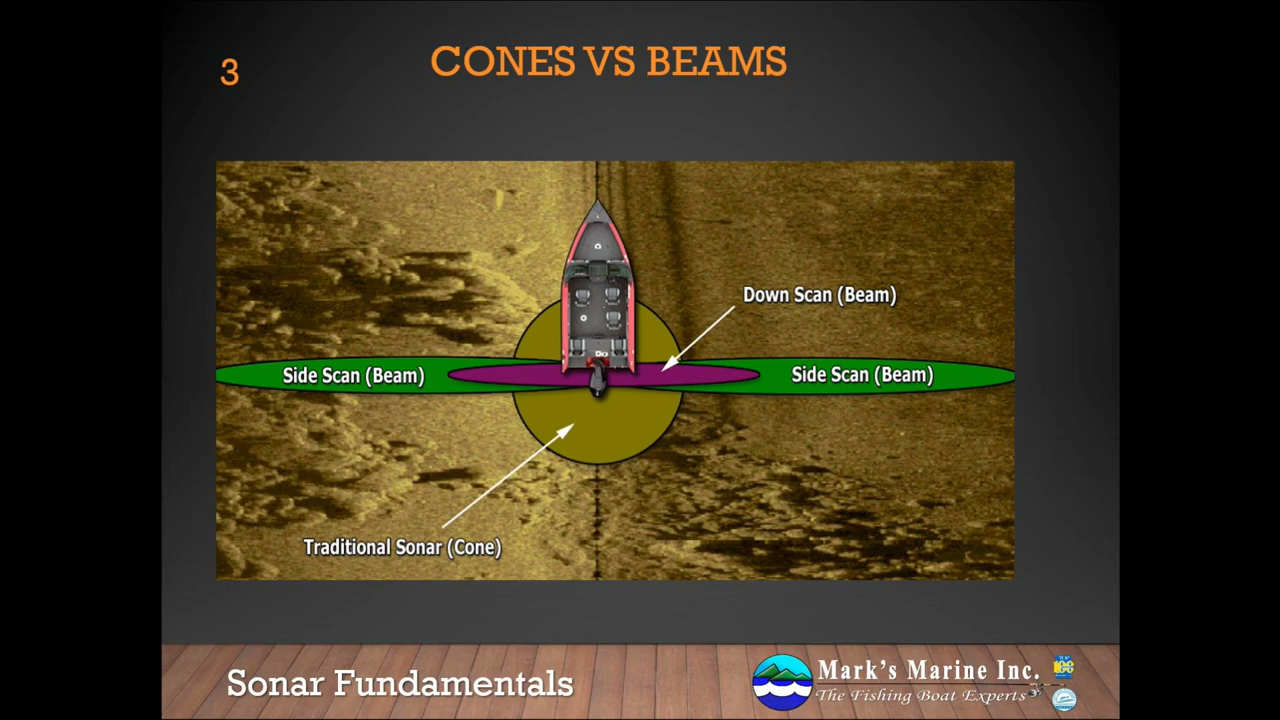 3
CONES VS BEAMS
Down Scan (Beam)
Side Scan (Beam)
Side Scan (Beam)
Traditional Sonar (Cone)
Sonar Fundamentals
Mark's Marine Inc.
The Fishing Boat Experts